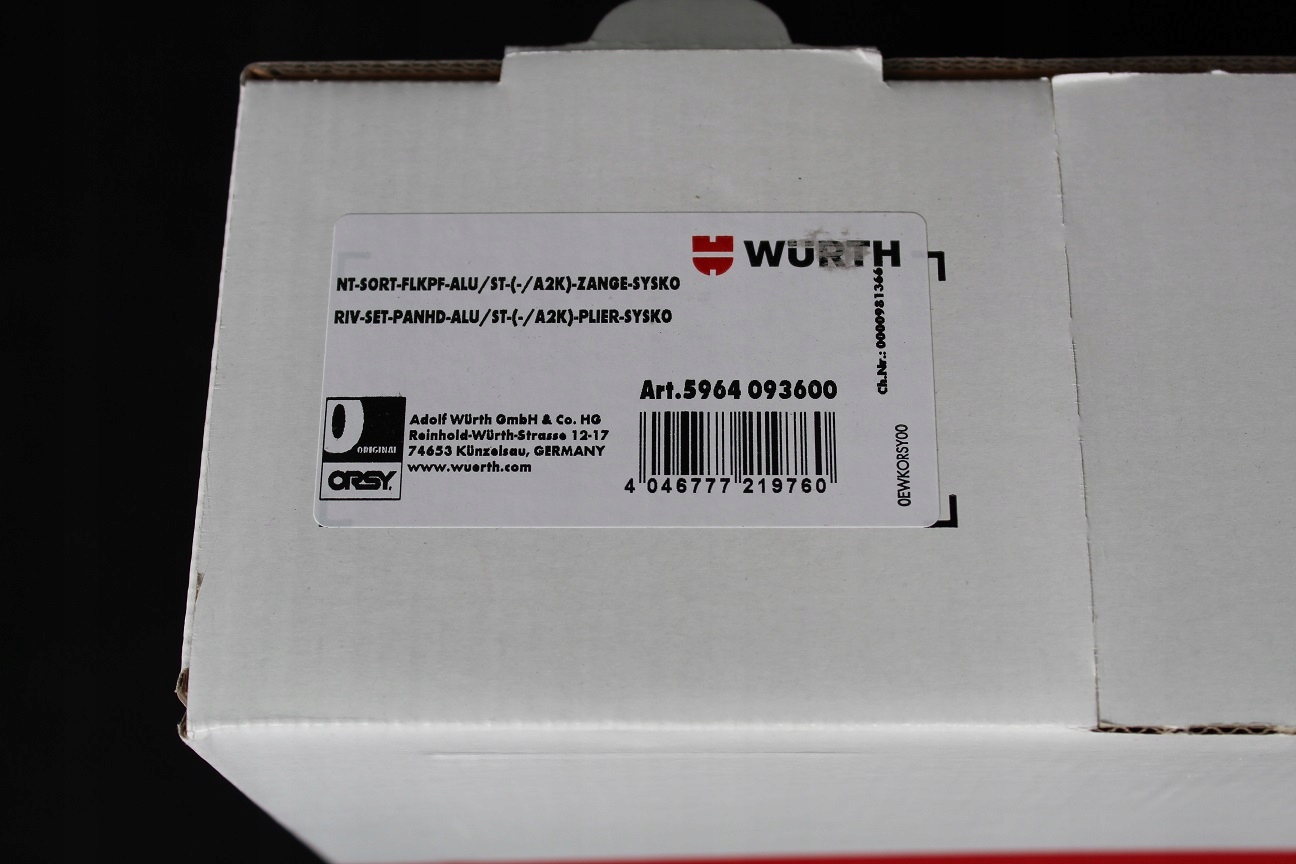 WÜRTH
NT-SORT-FLKPF-ALU/ST-(-/A2K)-ZANGE-SYSKO
RIV-SET-PANHD-ALU/ST-(-/A2K)-PLIER-SYSKO
Ch.Nr.: 0000981366
Art.5964 093600
O
ORIGINAL
ORSY®
Adolf Würth GmbH & Co. HG
Reinhold-Würth-Strasse 12-17
74653 Künzelsau, GERMANY
www.wuerth.com
4 046777 219760
0EWKORSY00